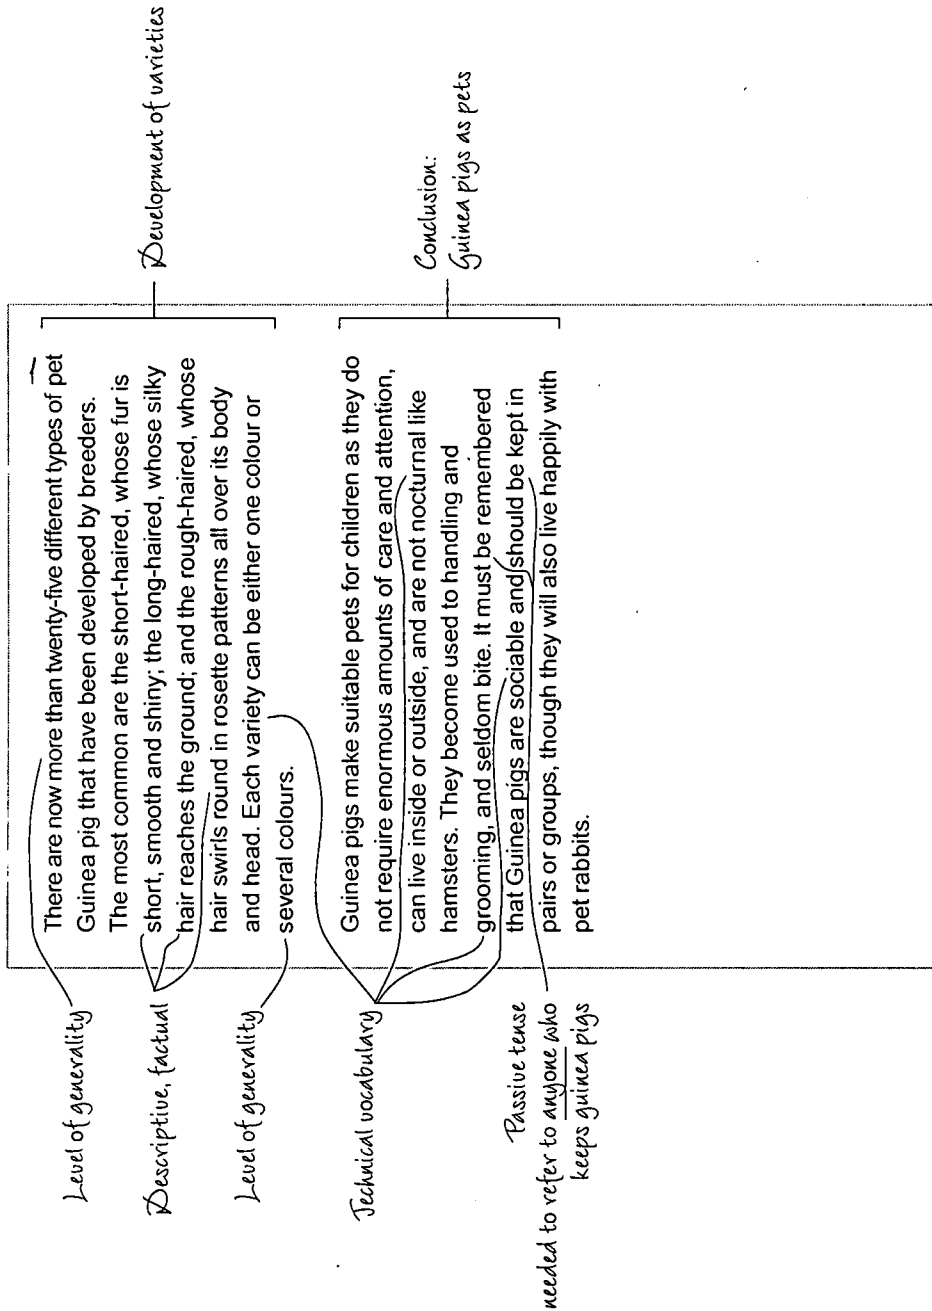 Level of generality
Descriptive, factual
Level of generality
Technical vocabulary
Passive tense
needed to refer to anyone who
keeps guinea pigs
There are now more than twenty-five different types of pet
Guinea pig that have been developed by breeders.
The most common are the short-haired, whose fur is
short, smooth and shiny; the long-haired, whose silky
hair reaches the ground; and the rough-haired, whose
hair swirls round in rosette patterns all over its body
and head. Each variety can be either one colour or
several colours.
Guinea pigs make suitable pets for children as they do
not require enormous amounts of care and attention,
can live inside or outside, and are not nocturnal like
hamsters. They become used to handling and
grooming, and seldom bite. It must be remembered
that Guinea pigs are sociable and should be kept in
pairs or groups, though they will also live happily with
pet rabbits.
Development of varieties
Conclusion:
Guinea pigs as pets